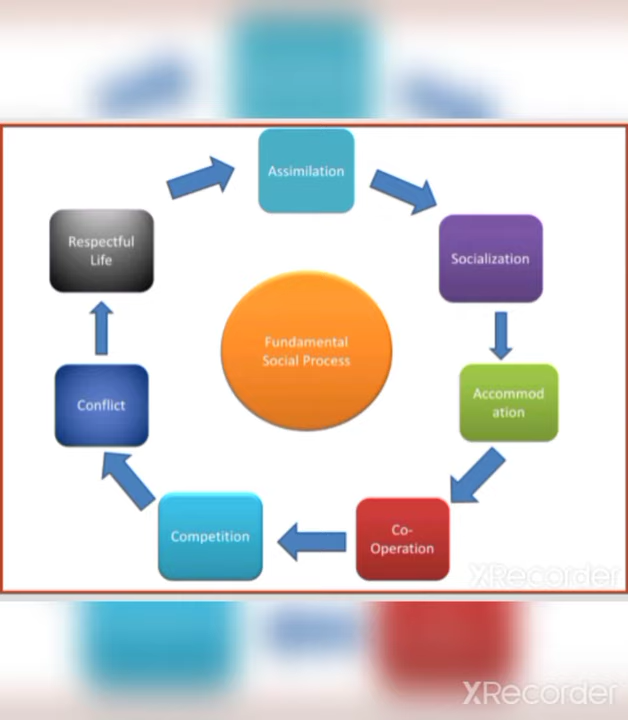 Assimilation
Socialization
Accommod
ation
Co-
Operation
Competition
Conflict
Respectful
Life
Fundamental
Social Process
XRecorder
XRecorder